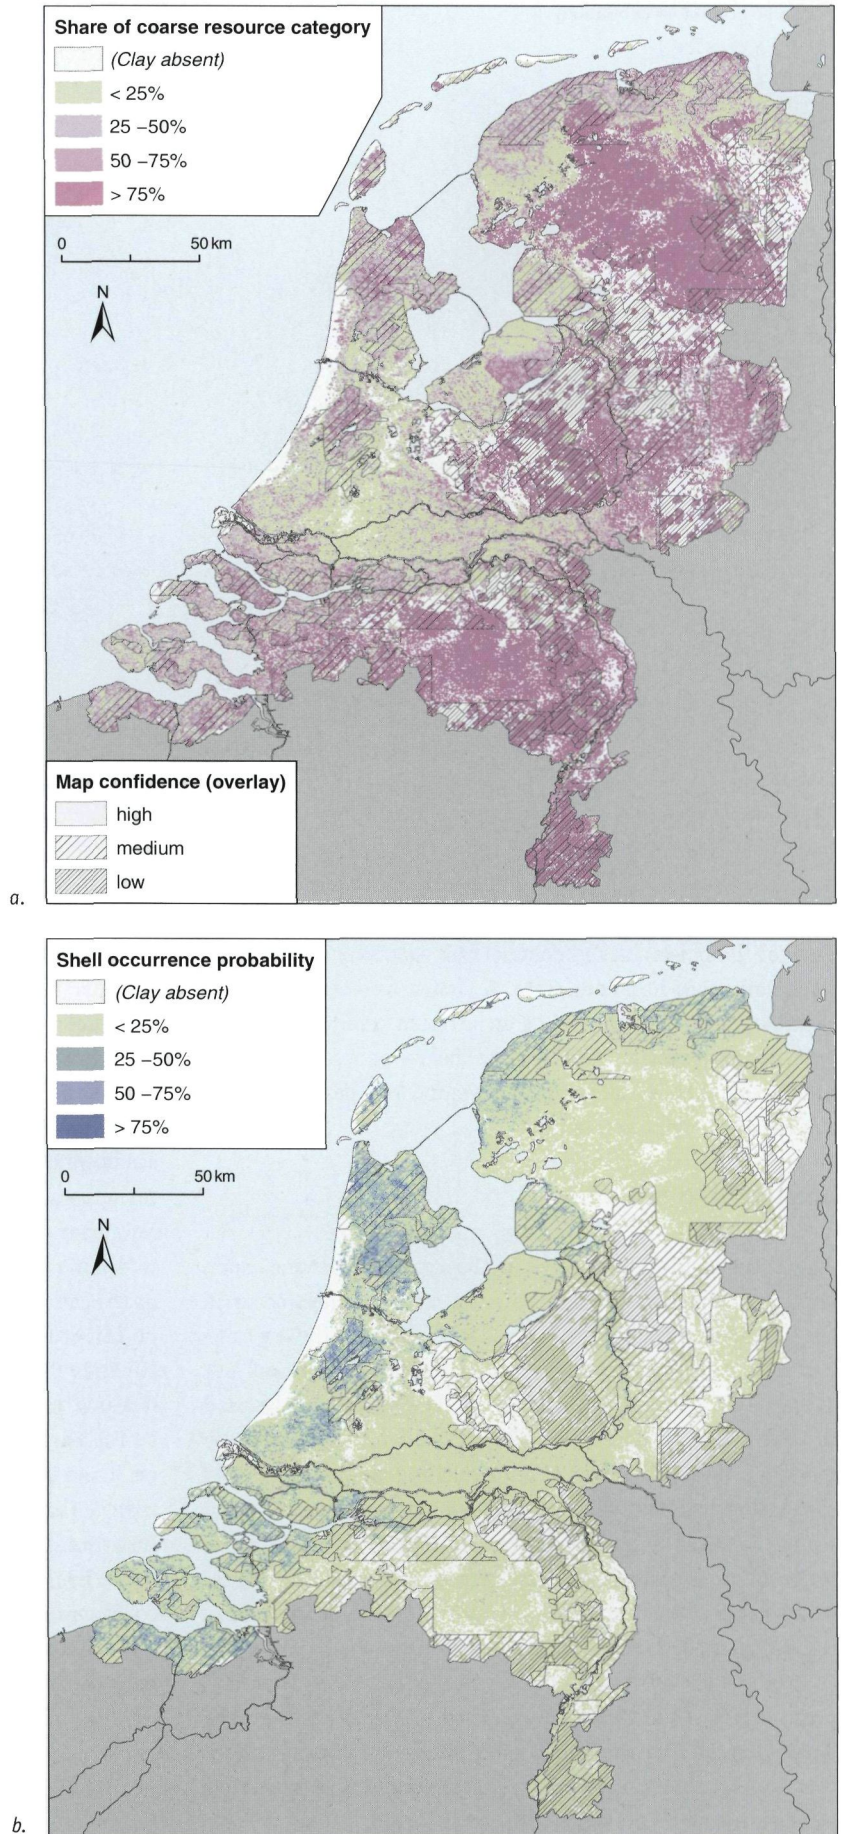 Share of coarse resource category
(Clay absent)
< 25%
25 –50%
50 –75%
> 75%
0 50 km
N
Map confidence (overlay)
high
medium
low
a.
Shell occurrence probability
(Clay absent)
< 25%
25 –50%
50 –75%
> 75%
0 50 km
N
b.